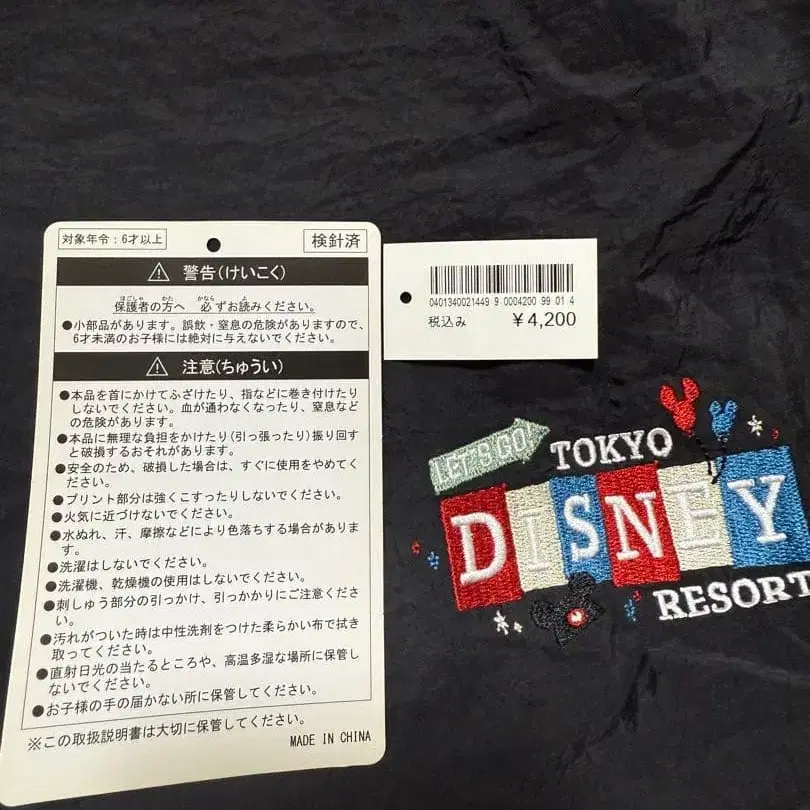 対象年令：6才以上
検針済
警告(けいこく)
保護者の方へ 必ずお読みください。
●小部品があります。誤飲・窒息の危険がありますので、
6才未満のお子様には絶対に与えないでください。
注意(ちゅうい)
●本品を首にかけてふざけたり、指などに巻き付けたり
しないでください。血が通わなくなったり、窒息など
の危険があります。
●本品に無理な負担をかけたり(引っ張ったり)振り回す
と破損するおそれがあります。
●安全のため、破損した場合は、すぐに使用をやめてく
ださい。
●プリント部分は強くこすったりしないでください。
●火気に近づけないでください。
●水ぬれ、汗、摩擦などにより色落ちする場合がありま
す。
●洗濯はしないでください。
●洗濯機、乾燥機の使用はしないでください。
●刺しゅう部分の引っかけ、引っかかりにご注意くださ
い。
●汚れがついた時は中性洗剤をつけた柔らかい布で拭き
取ってください。
●直射日光の当たるところや、高温多湿な場所に保管し
ないでください。
●お子様の手の届かない所に保管してください。
※この取扱説明書は大切に保管してください。
MADE IN CHINA
0401340021449 9 0004200 99 01 4
税込み ¥4,200
LET'S GO!
TOKYO
DISNEY
RESORT